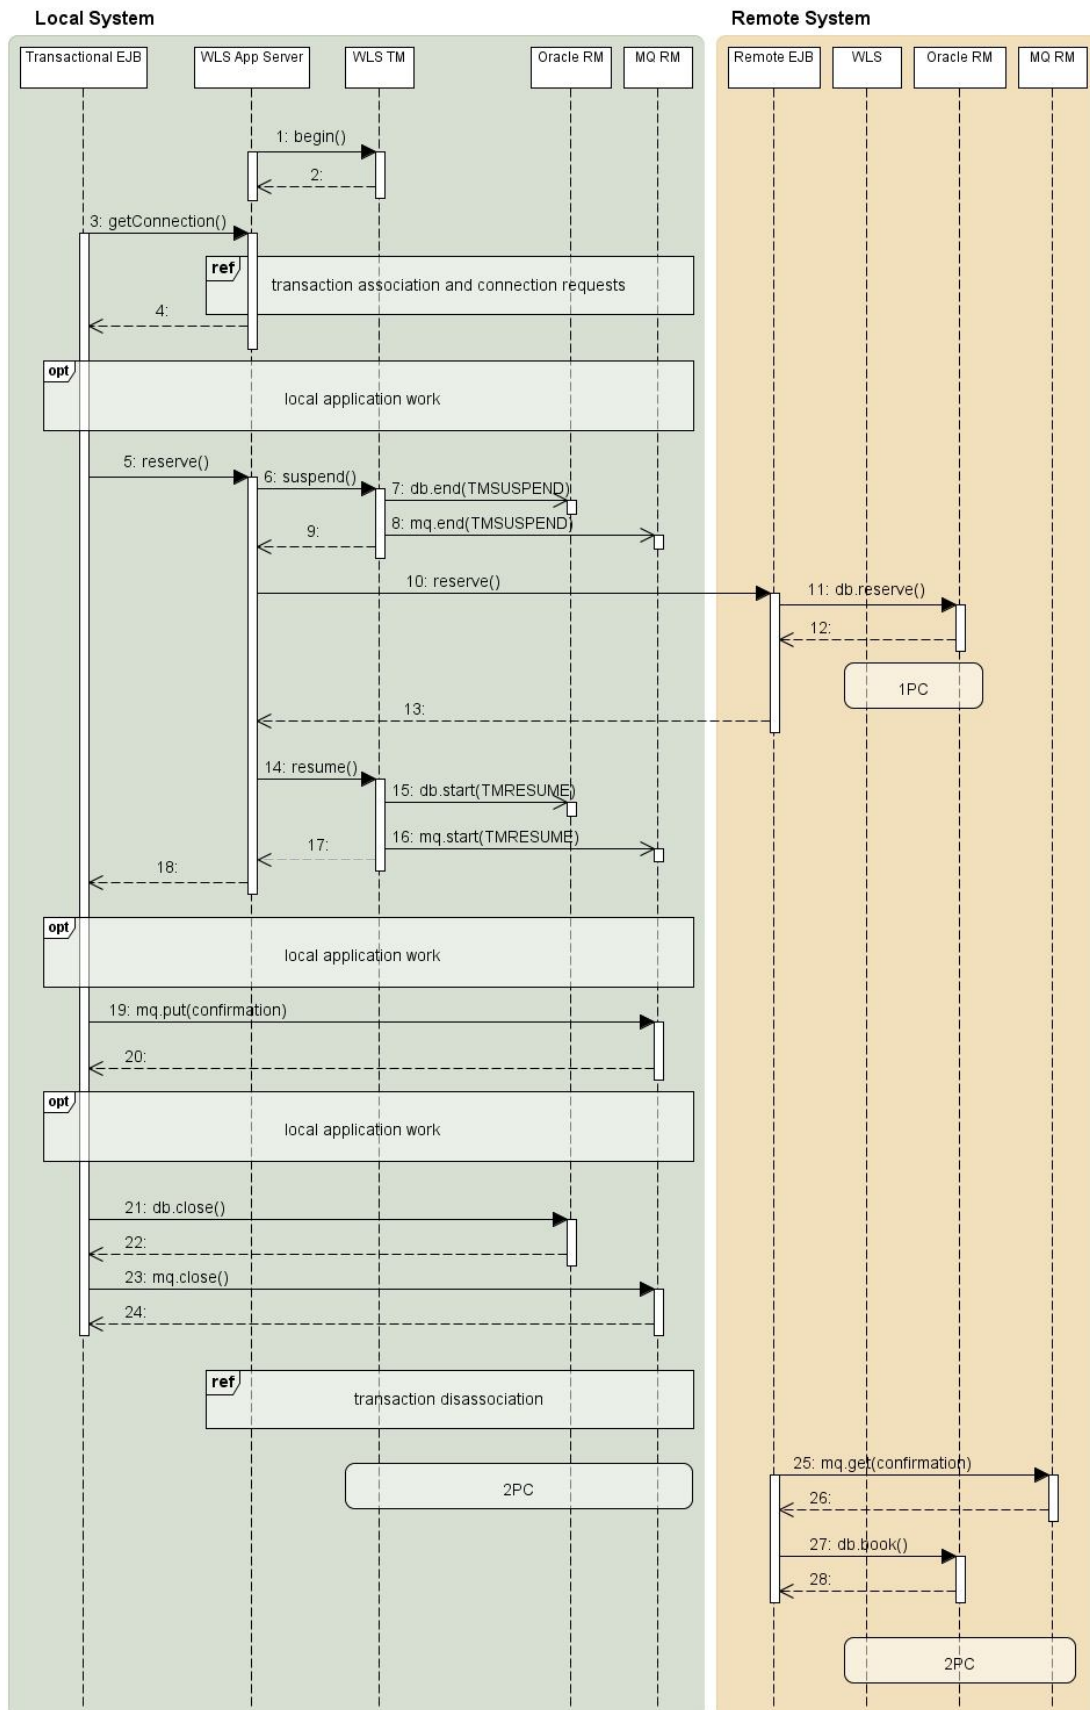 Local System
Remote System
Transactional EJB
WLS App Server
WLS TM
Oracle RM
MQ RM
Remote EJB
WLS
Oracle RM
MQ RM
1: begin()
2:
3: getConnection()
ref
transaction association and connection requests
4:
opt
local application work
5: reserve()
6: suspend()
7: db.end(TMSUSPEND)
8: mq.end(TMSUSPEND)
9:
10: reserve()
11: db.reserve()
12:
1PC
13:
14: resume()
15: db.start(TMRESUME)
16: mq.start(TMRESUME)
17:
18:
opt
local application work
19: mq.put(confirmation)
20:
opt
local application work
21: db.close()
22:
23: mq.close()
24:
ref
transaction disassociation
25: mq.get(confirmation)
2PC
26:
27: db.book()
28:
2PC